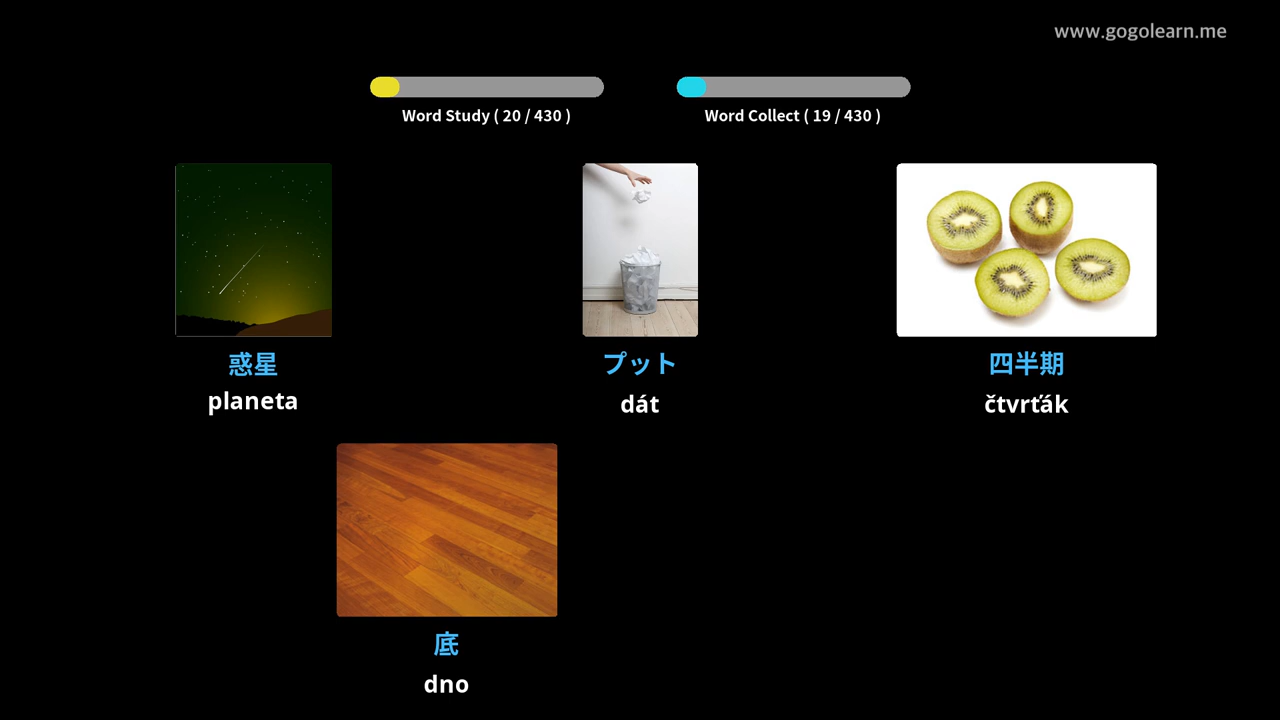 www.gogolearn.me
Word Study ( 20 / 430 )
Word Collect ( 19 / 430 )
惑星
planeta
プット
dát
四半期
čtvrťák
底
dno